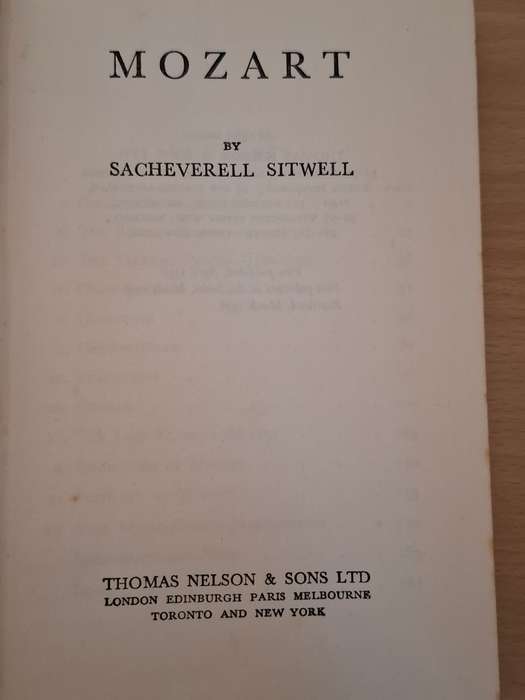 MOZART
BY
SACHEVERELL SITWELL
THOMAS NELSON & SONS LTD
LONDON EDINBURGH PARIS MELBOURNE
TORONTO AND NEW YORK